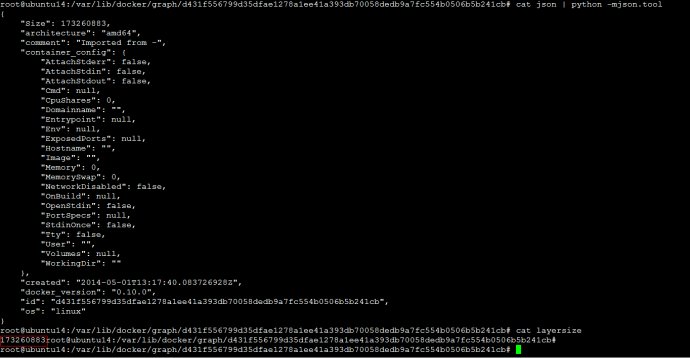 root@ubuntu14:/var/lib/docker/graph/d431f556799d35dfae1278a1ee41a393db70058dedb9a7fc554b0506b5b241cb# cat json | python -mjson.tool
{
    "Size": 173260883,
    "architecture": "amd64",
    "comment": "Imported from -",
    "container_config": {
        "AttachStderr": false,
        "AttachStdin": false,
        "AttachStdout": false,
        "Cmd": null,
        "CpuShares": 0,
        "Domainname": "",
        "Entrypoint": null,
        "Env": null,
        "ExposedPorts": null,
        "Hostname": "",
        "Image": "",
        "Memory": 0,
        "MemorySwap": 0,
        "NetworkDisabled": false,
        "OnBuild": null,
        "OpenStdin": false,
        "PortSpecs": null,
        "StdinOnce": false,
        "Tty": false,
        "User": "",
        "Volumes": null,
        "WorkingDir": ""
    },
    "created": "2014-05-01T13:17:40.083726928Z",
    "docker_version": "0.10.0",
    "id": "d431f556799d35dfae1278a1ee41a393db70058dedb9a7fc554b0506b5b241cb",
    "os": "linux"
}
root@ubuntu14:/var/lib/docker/graph/d431f556799d35dfae1278a1ee41a393db70058dedb9a7fc554b0506b5b241cb# cat layersize
173260883root@ubuntu14:/var/lib/docker/graph/d431f556799d35dfae1278a1ee41a393db70058dedb9a7fc554b0506b5b241cb#
root@ubuntu14:/var/lib/docker/graph/d431f556799d35dfae1278a1ee41a393db70058dedb9a7fc554b0506b5b241cb#